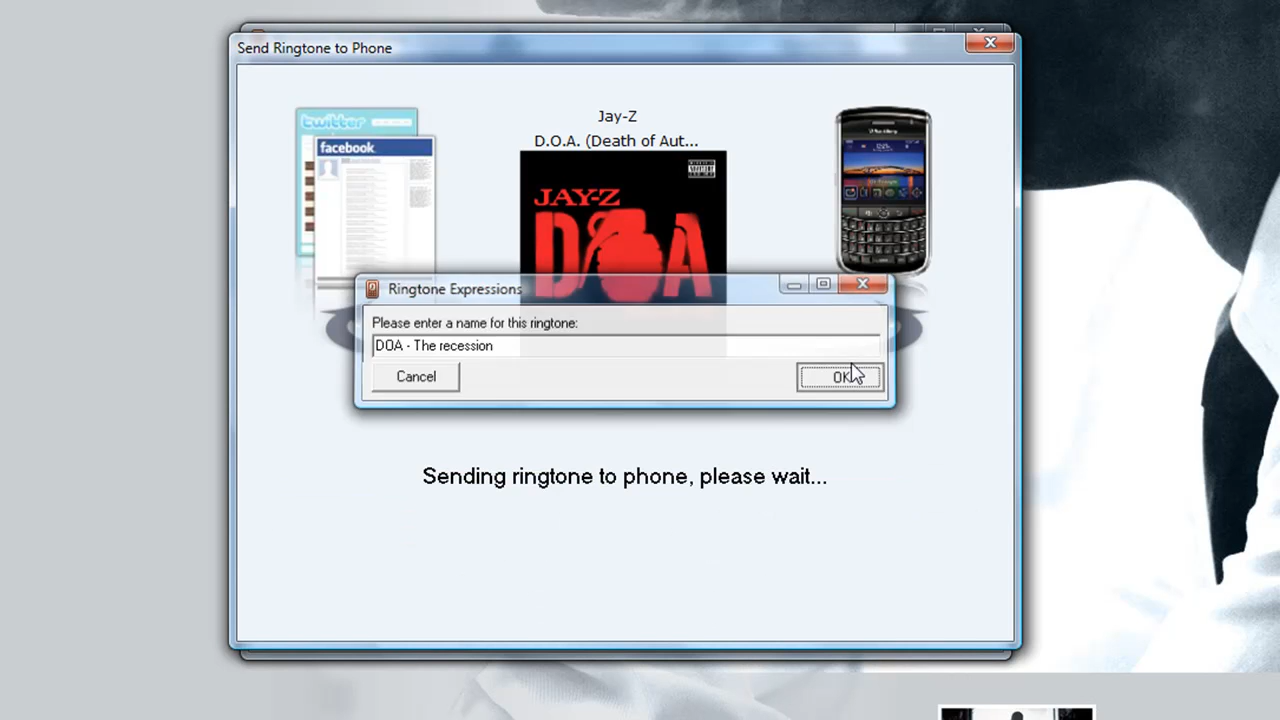 Send Ringtone to Phone
Jay-Z
D.O.A. (Death of Aut...
twitter
facebook
JAY-Z
DOA
Ringtone Expressions
Please enter a name for this ringtone:
DOA - The recession
Cancel
OK
Sending ringtone to phone, please wait...